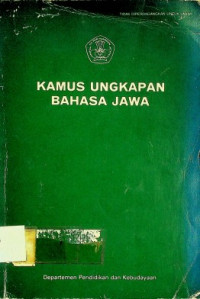 KAMUS UNGKAPAN
BAHASA JAWA
Departemen Pendidikan dan Kebudayaan